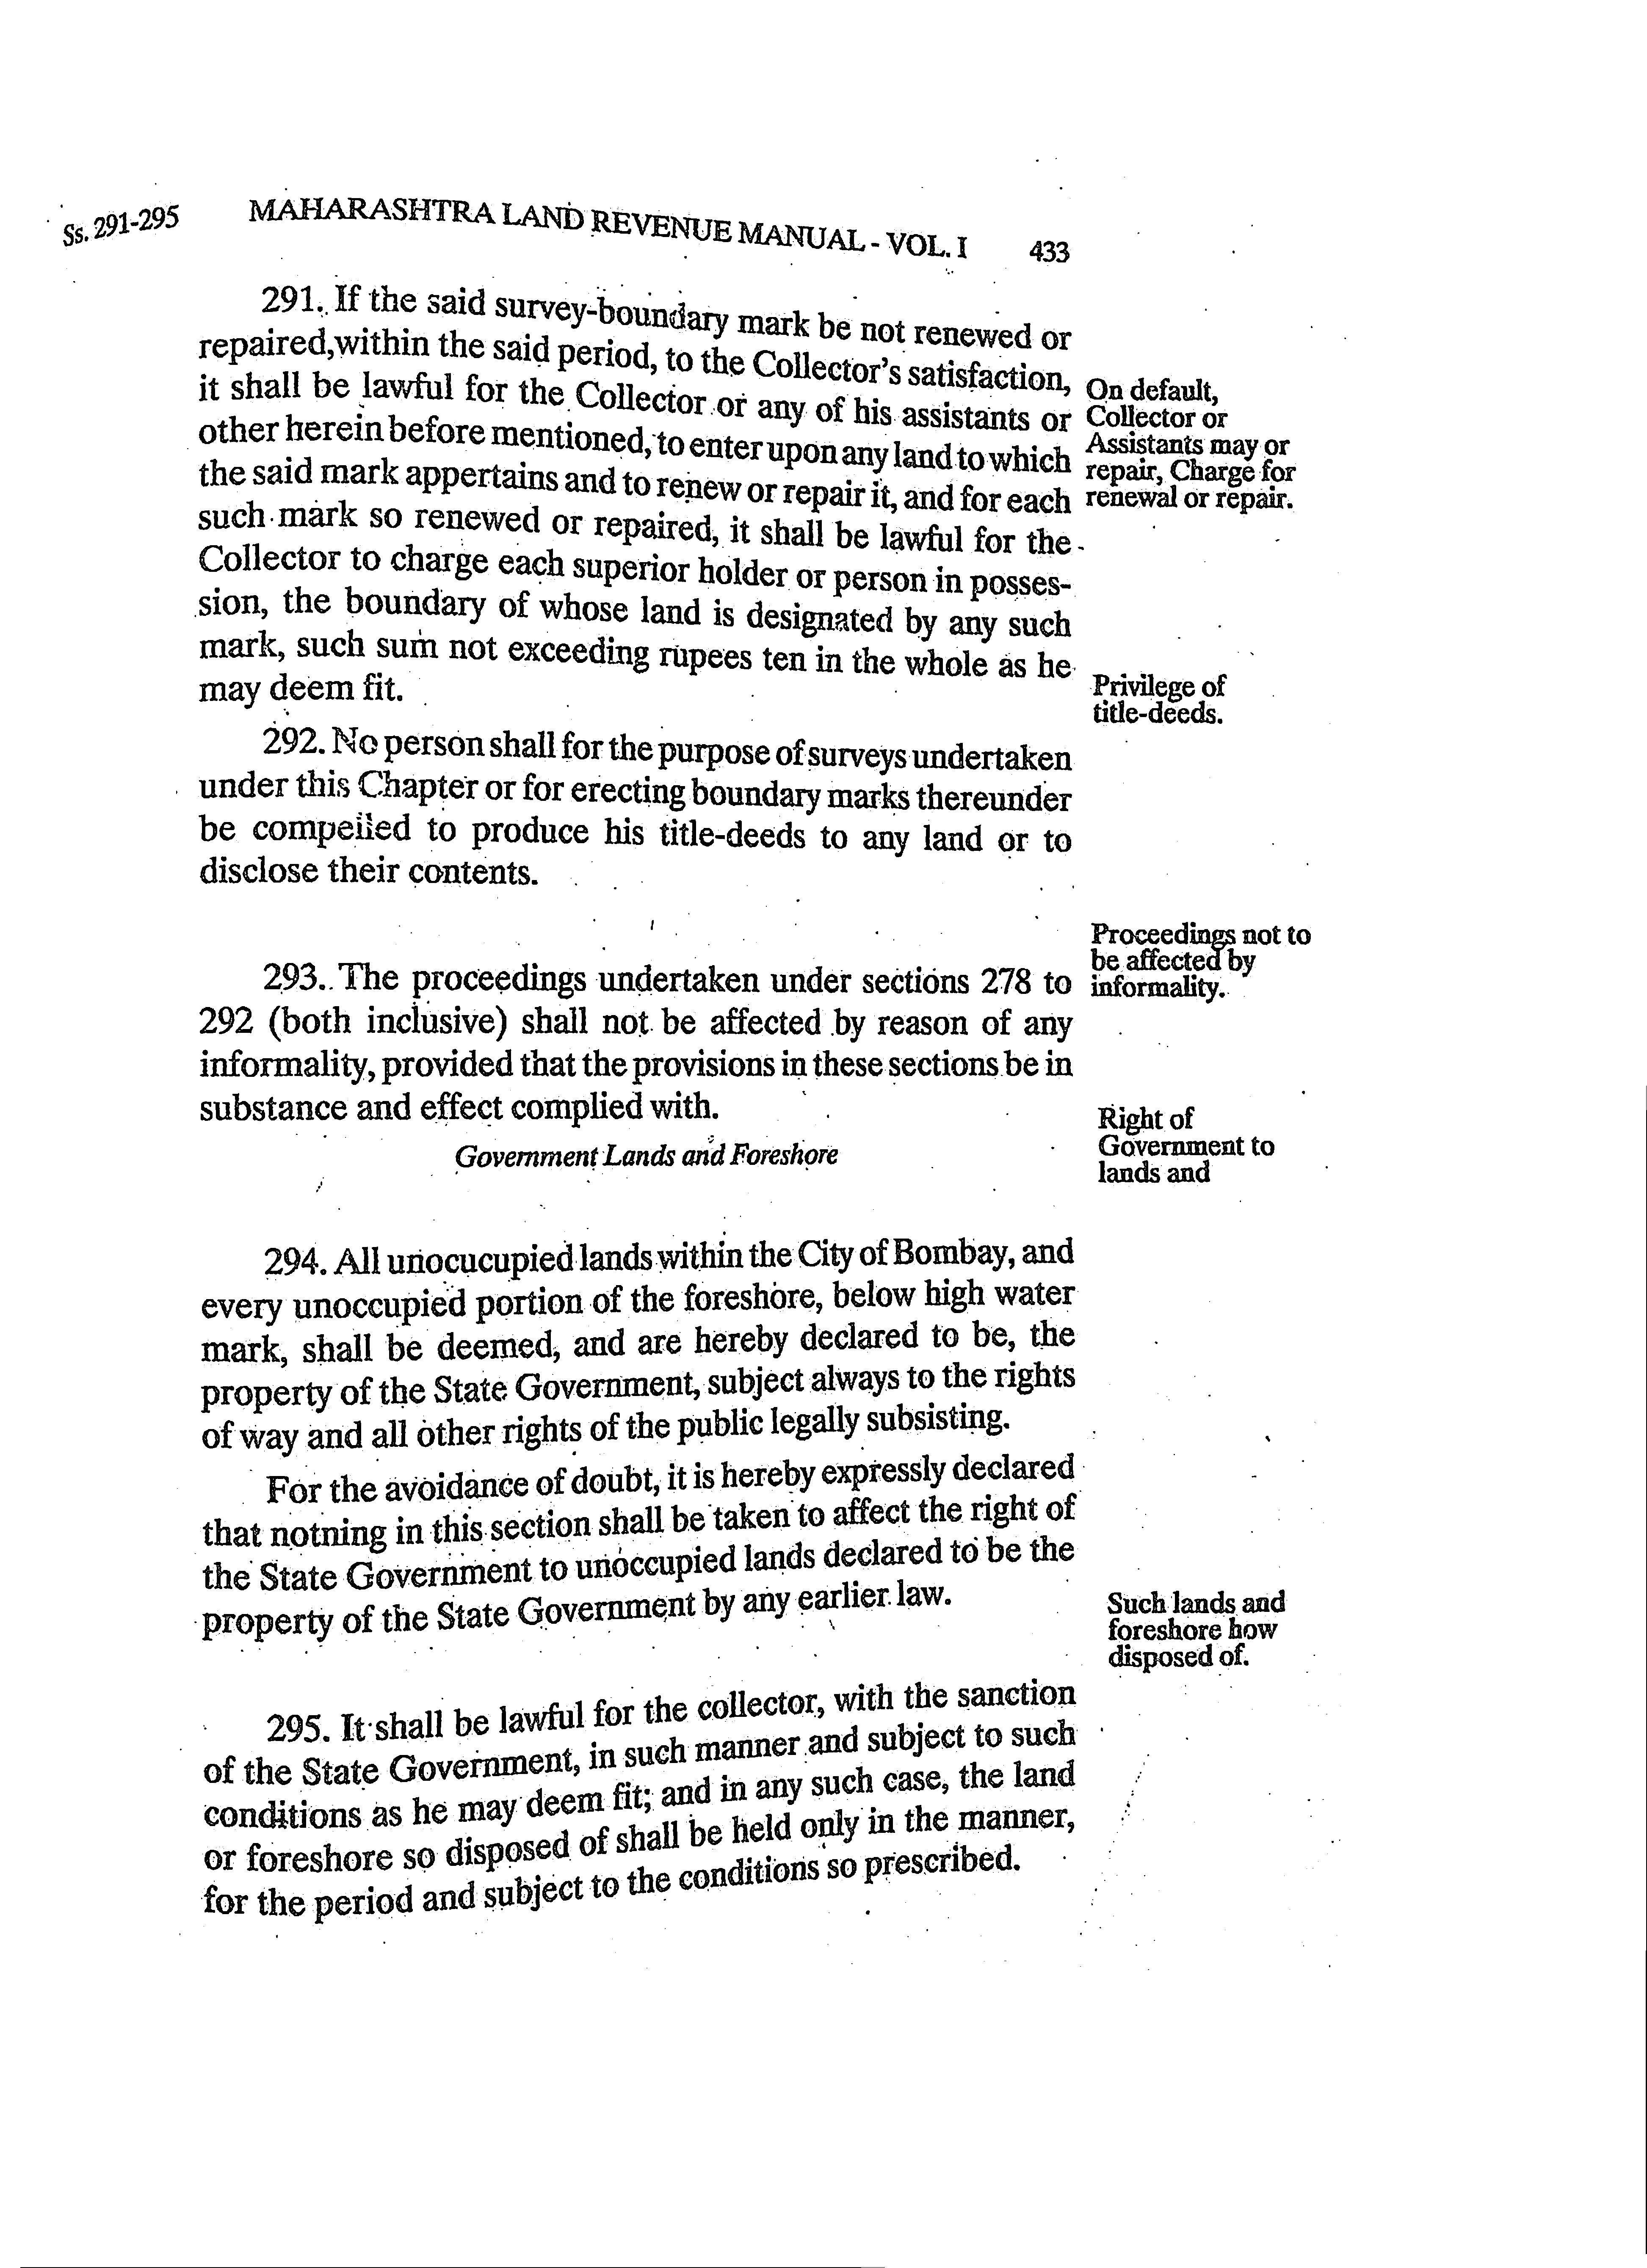 Ss. 291-295 MAHARASHTRA LAND REVENUE MANUAL - VOL. I 433
291. If the said survey-boundary mark be not renewed or
repaired, within the said period, to the Collector's satisfaction,
it shall be lawful for the Collector or any of his assistants or
other herein before mentioned, to enter upon any land to which
the said mark appertains and to renew or repair it, and for each
such mark so renewed or repaired, it shall be lawful for the
Collector to charge each superior holder or person in posses-
sion, the boundary of whose land is designated by any such
mark, such sum not exceeding rupees ten in the whole as he
may deem fit.
On default,
Collector or
Assistants may or
repair, Charge for
renewal or repair.
292. No person shall for the purpose of surveys undertaken
under this Chapter or for erecting boundary marks thereunder
be compelled to produce his title-deeds to any land or to
disclose their contents.
Privilege of
title-deeds.
293. The proceedings undertaken under sections 278 to
292 (both inclusive) shall not be affected by reason of any
informality, provided that the provisions in these sections be in
substance and effect complied with.
Proceedings not to
be affected by
informality.
Government Lands and Foreshore
Right of
Government to
lands and
294. All unocucupied lands within the City of Bombay, and
every unoccupied portion of the foreshore, below high water
mark, shall be deemed, and are hereby declared to be, the
property of the State Government, subject always to the rights
of way and all other rights of the public legally subsisting.
For the avoidance of doubt, it is hereby expressly declared
that notning in this section shall be taken to affect the right of
the State Government to unoccupied lands declared to be the
property of the State Government by any earlier law.
Such lands and
foreshore how
disposed of.
295. It shall be lawful for the collector, with the sanction
of the State Government, in such manner and subject to such
conditions as he may deem fit; and in any such case, the land
or foreshore so disposed of shall be held only in the manner,
for the period and subject to the conditions so prescribed.